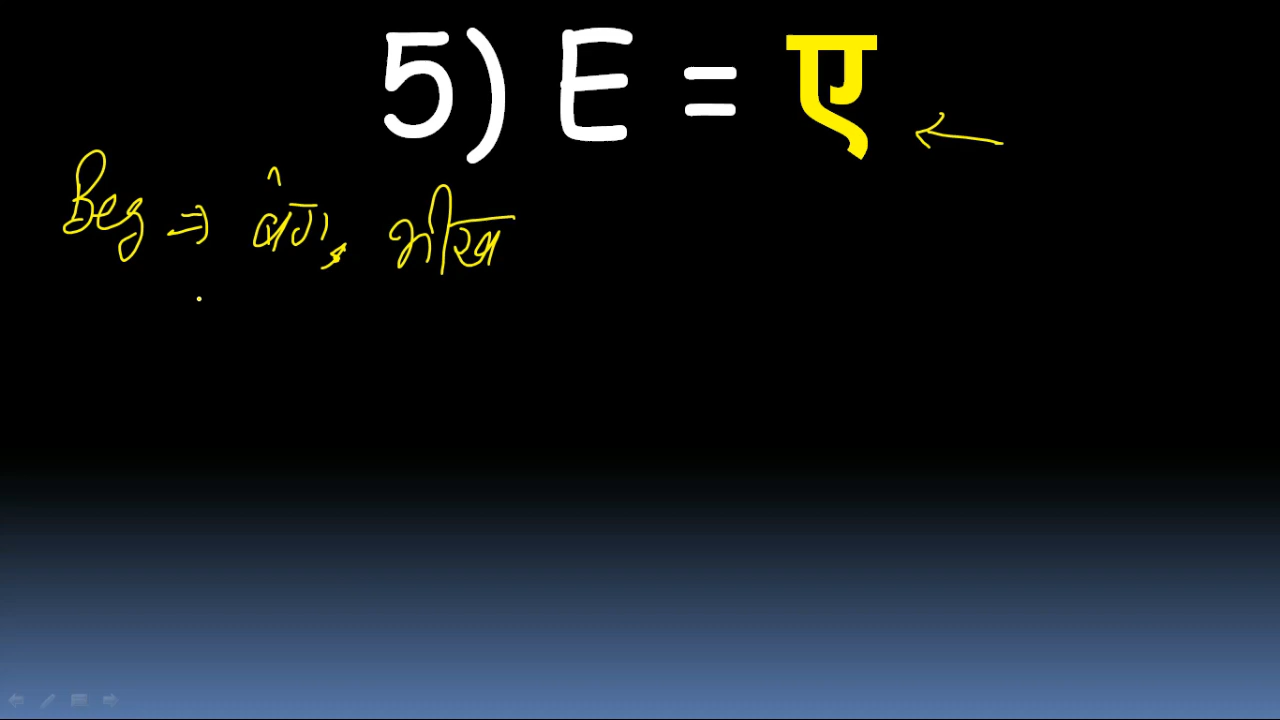 5) E = ए
Beg ⇒ बेग, भीख